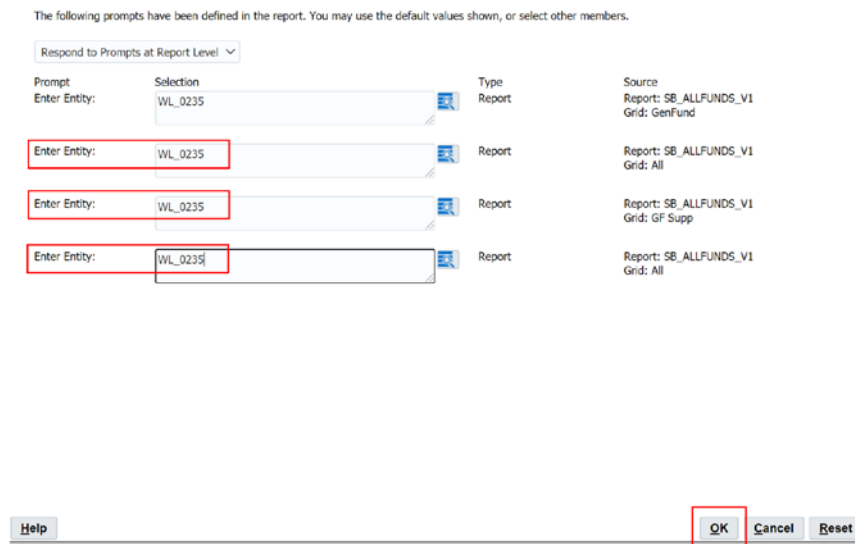 The following prompts have been defined in the report. You may use the default values shown, or select other members.
Respond to Prompts at Report Level
Prompt Selection Type Source
Enter Entity: WL_0235 Report Report: SB_ALLFUNDS_V1
Grid: GenFund
Enter Entity: WL_0235 Report Report: SB_ALLFUNDS_V1
Grid: All
Enter Entity: WL_0235 Report Report: SB_ALLFUNDS_V1
Grid: GF Supp
Enter Entity: WL_0235 Report Report: SB_ALLFUNDS_V1
Grid: All
Help OK Cancel Reset